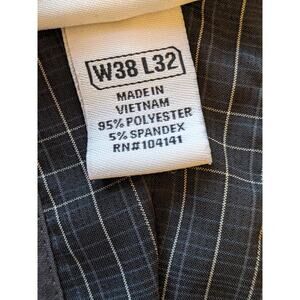 W38 L32
MADE IN
VIETNAM
95% POLYESTER
5% SPANDEX
RN#104141